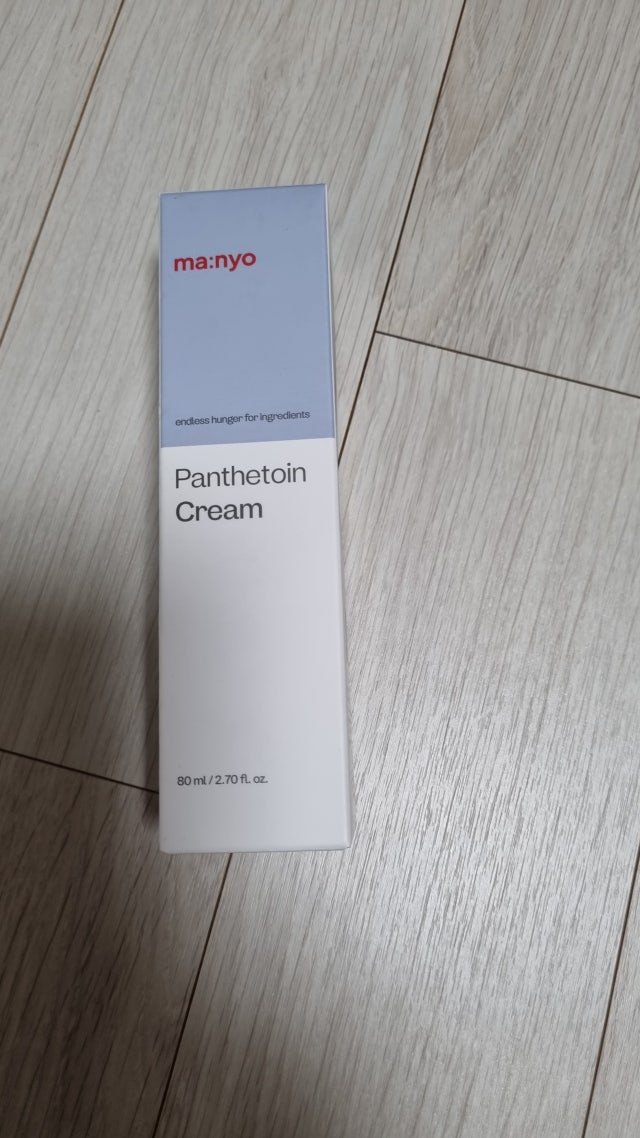 ma:nyo
endless hunger for ingredients
Panthetoin
Cream
80 ml / 2.70 fl. oz.